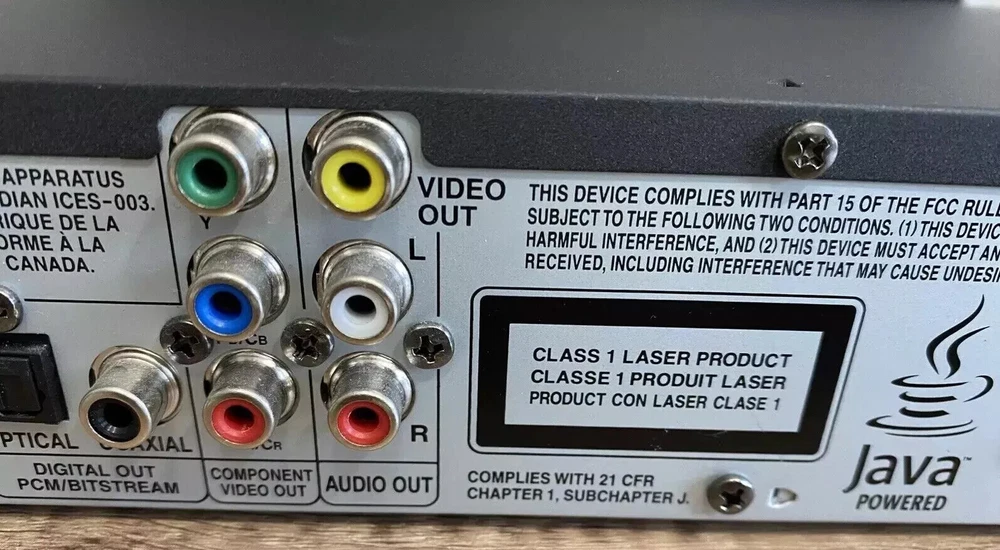 APPARATUS
DIAN ICES-003.
RIQUE DE LA
ORME À LA
CANADA.
Y
VIDEO
OUT
L
R
OPTICAL COAXIAL
DIGITAL OUT
PCM/BITSTREAM
COMPONENT
VIDEO OUT
AUDIO OUT
THIS DEVICE COMPLIES WITH PART 15 OF THE FCC RUL
SUBJECT TO THE FOLLOWING TWO CONDITIONS. (1) THIS DEVIC
HARMFUL INTERFERENCE, AND (2) THIS DEVICE MUST ACCEPT AN
RECEIVED, INCLUDING INTERFERENCE THAT MAY CAUSE UNDESI
CLASS 1 LASER PRODUCT
CLASSE 1 PRODUIT LASER
PRODUCT CON LASER CLASE 1
COMPLIES WITH 21 CFR
CHAPTER 1, SUBCHAPTER J.
Java™
POWERED